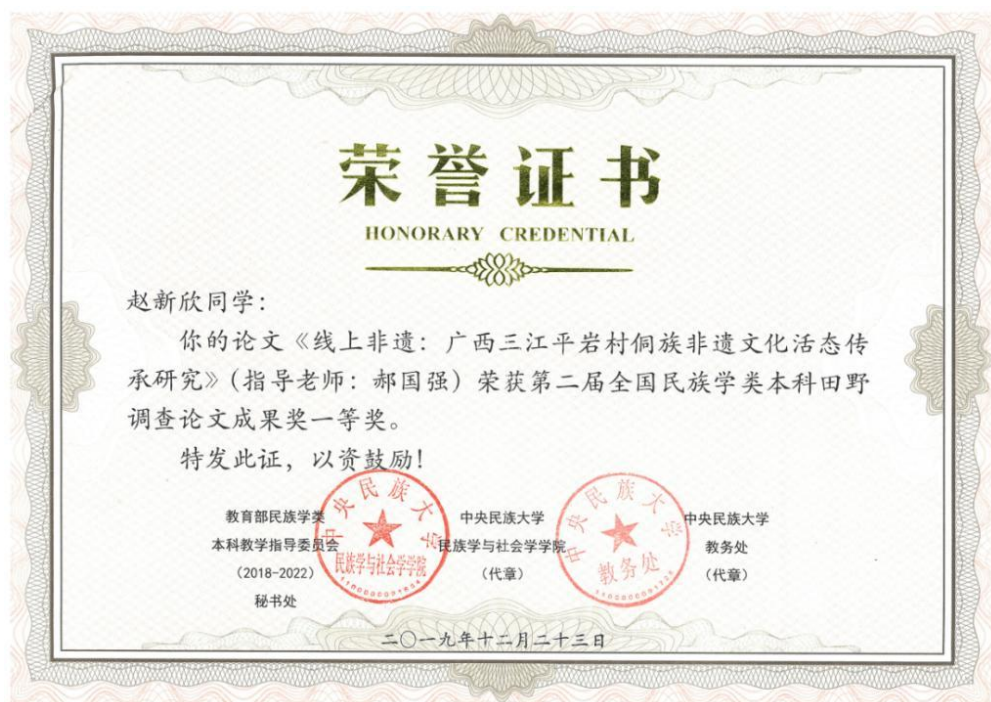 荣誉证书
HONORARY CREDENTIAL
赵新欣同学：
你的论文《线上非遗：广西三江平岩村侗族非遗文化活态传
承研究》（指导老师：郝国强）荣获第二届全国民族学类本科田野
调查论文成果奖一等奖。
特发此证，以资鼓励！
教育部民族学类
本科教学指导委员会
（2018-2022）
秘书处
中央民族大学
民族学与社会学学院
（代章）
中央民族大学
教务处
（代章）
中央民族大学
民族学与社会学学院
中央民族大学
教务处
二〇一九年十二月二十三日